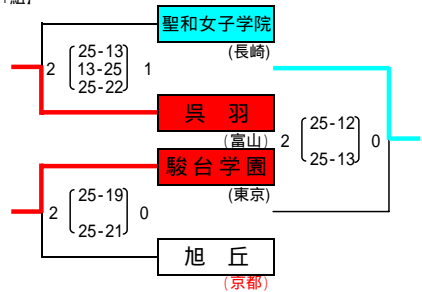 聖和女子学院
(長崎)
2 25-13 1
13-25
25-22
呉 羽
(富山)
2 25-12 0
25-13
駿台学園
(東京)
2 25-19 0
25-21
旭 丘
(京都)